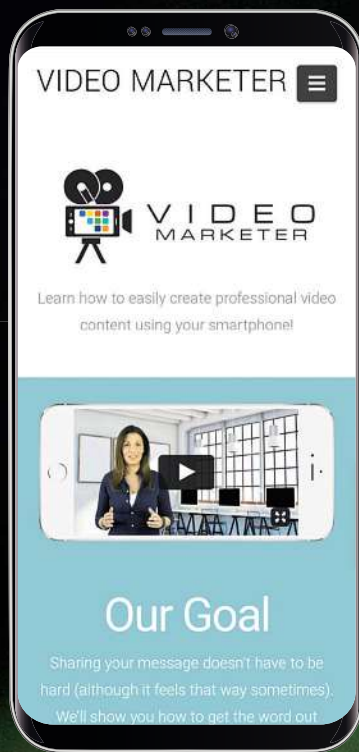 VIDEO MARKETER
VIDEO
MARKETER
Learn how to easily create professional video
content using your smartphone!
Our Goal
Sharing your message doesn't have to be
hard (although it feels that way sometimes).
We'll show you how to get the word out